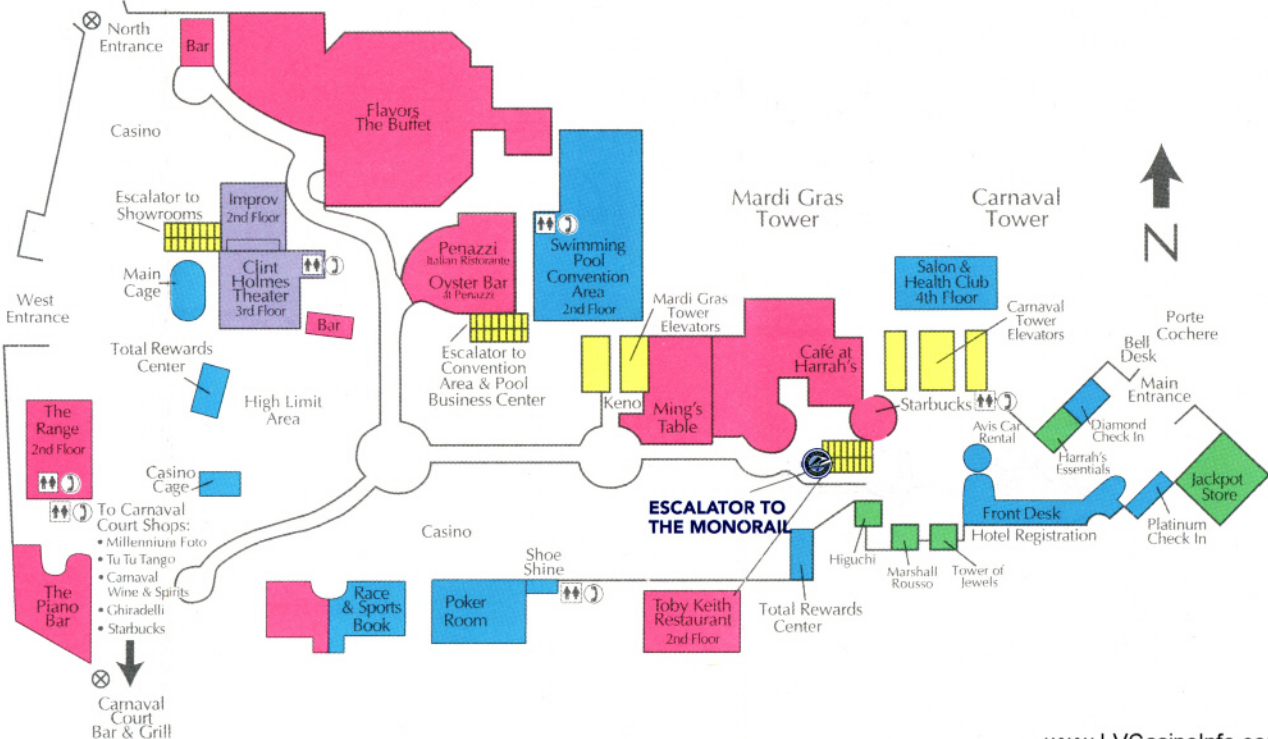 North
Entrance
Bar
Flavors
The Buffet
Casino
Escalator to
Showrooms
Improv
2nd Floor
Main
Cage
Clint
Holmes
Theater
3rd Floor
Bar
Penazzi
Italian Ristorante
Oyster Bar
at Penazzi
Swimming
Pool
Convention
Area
2nd Floor
Mardi Gras
Tower
Carnaval
Tower
N
West
Entrance
Total Rewards
Center
High Limit
Area
Escalator to
Convention
Area & Pool
Business Center
Mardi Gras
Tower
Elevators
Keno
Ming's
Table
Café at
Harrah's
Salon &
Health Club
4th Floor
Carnaval
Tower
Elevators
Starbucks
Porte
Cochere
Bell
Desk
Main
Entrance
Avis Car
Rental
Diamond
Check In
Harrah's
Essentials
Jackpot
Store
The
Range
2nd Floor
Casino
Cage
To Carnaval
Court Shops:
• Millennium Foto
• Tu Tu Tango
• Carnaval
Wine & Spirits
• Ghiradelli
• Starbucks
The
Piano
Bar
Carnaval
Court
Bar & Grill
Casino
ESCALATOR TO
THE MONORAIL
Race
& Sports
Book
Poker
Room
Shoe
Shine
Toby Keith
Restaurant
2nd Floor
Total Rewards
Center
Higuchi
Marshall
Rousso
Tower of
Jewels
Front Desk
Hotel Registration
Platinum
Check In